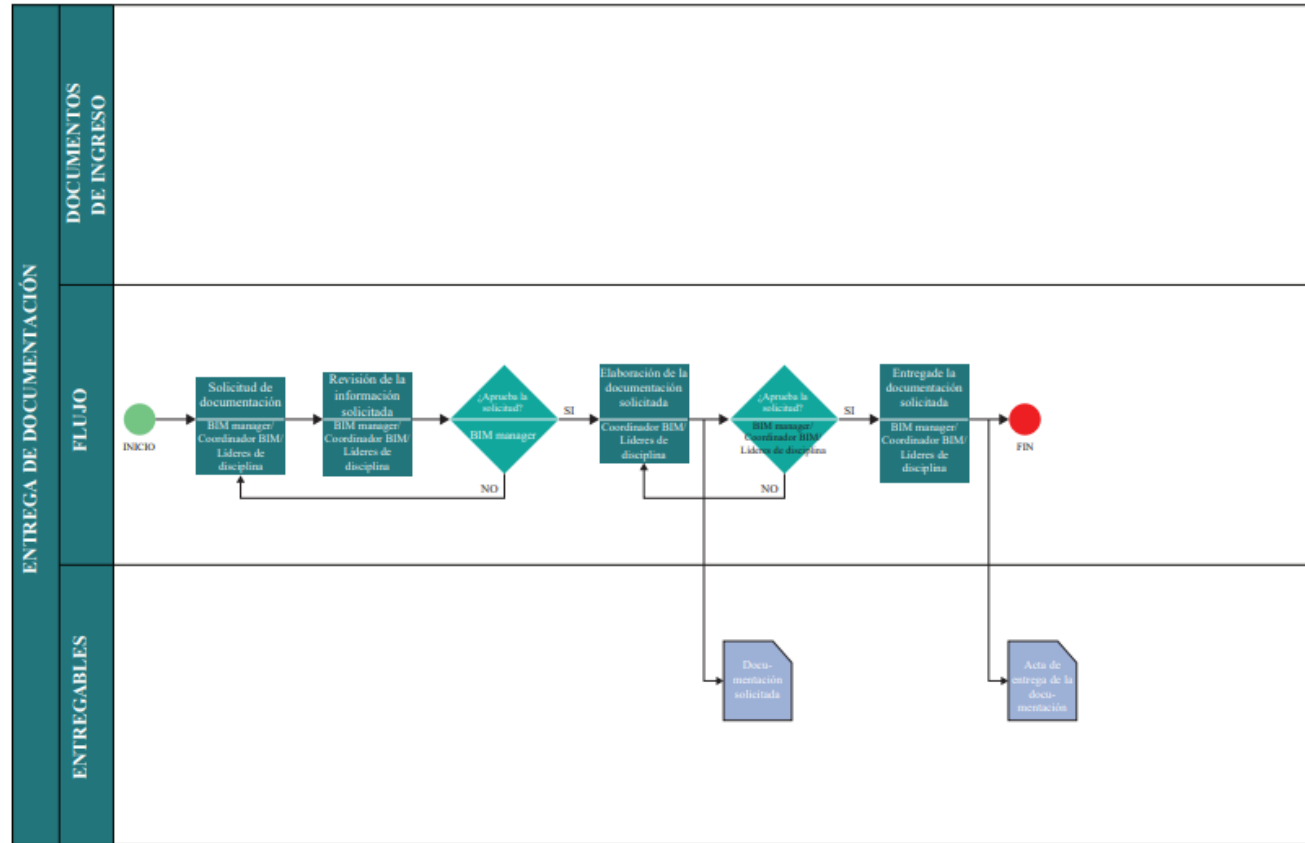 ENTREGA DE DOCUMENTACIÓN
DOCUMENTOS
DE INGRESO
FLUJO
INICIO
Solicitud de
documentación
BIM manager/
Coordinador BIM/
Líderes de
disciplina
Revisión de la
información
solicitada
BIM manager/
Coordinador BIM/
Líderes de
disciplina
¿Aprueba la
solicitud?
BIM manager
SI
NO
Elaboración de la
documentación
solicitada
Coordinador BIM/
Líderes de
disciplina
¿Aprueba la
solicitud?
BIM manager/
Coordinador BIM/
Líderes de disciplina
SI
NO
Entregade la
documentación
solicitada
BIM manager/
Coordinador BIM/
Líderes de
disciplina
FIN
ENTREGABLES
Docu-
mentación
solicitada
Acta de
entrega de la
docu-
mentación